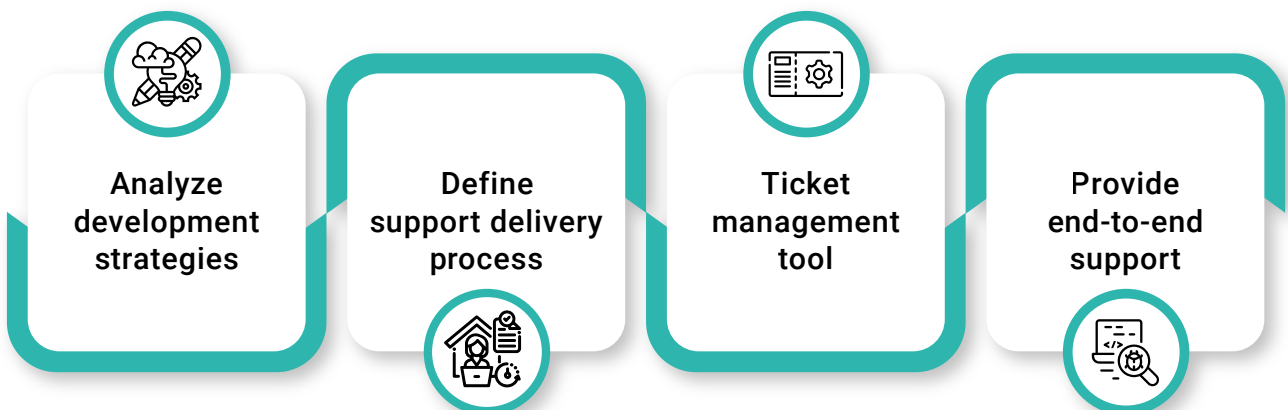 Analyze
development
strategies
Define
support delivery
process
Ticket
management
tool
Provide
end-to-end
support